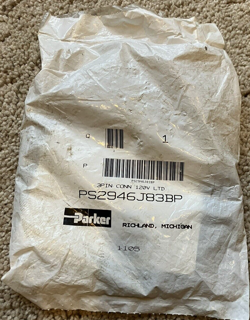 Q 1
P
3PIN CONN 120V LTD
PS2946J83BP
Parker
RICHLAND, MICHIGAN
1105